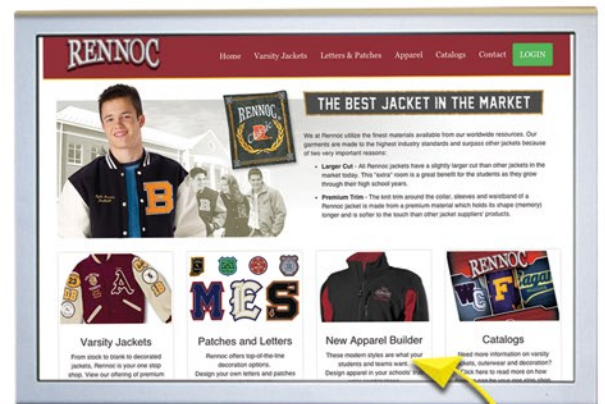 RENNOC
Home Varsity Jackets Letters & Patches Apparel Catalogs Contact LOGIN
RENNOC
Classic
THE BEST JACKET IN THE MARKET
We at Rennoc utilize the finest materials available from our worldwide resources. Our
garments are made to the highest industry standards and surpass other jackets because
of two very important reasons:
• Larger Cut - All Rennoc jackets have a slightly larger cut than other jackets in the
market today. This "extra" room is a great benefit for the students as they grow
through their high school years.
• Premium Trim - The knit trim around the collar, sleeves and waistband of a
Rennoc jacket is made from a premium material which holds its shape (memory)
longer and is softer to the touch than other jacket suppliers' products.
B
A
MES
RENNOC
W F
Varsity Jackets
From stock to blank to decorated
jackets, Rennoc is your one stop
shop. View our offering of premium
Patches and Letters
Rennoc offers top-of-the-line
decoration options.
Design your own letters and patches
New Apparel Builder
These modern styles are what your
students and teams want.
Design apparel in your schools'
Catalogs
Need more information on varsity
jackets, outerwear and decoration?
Click here to read more on how